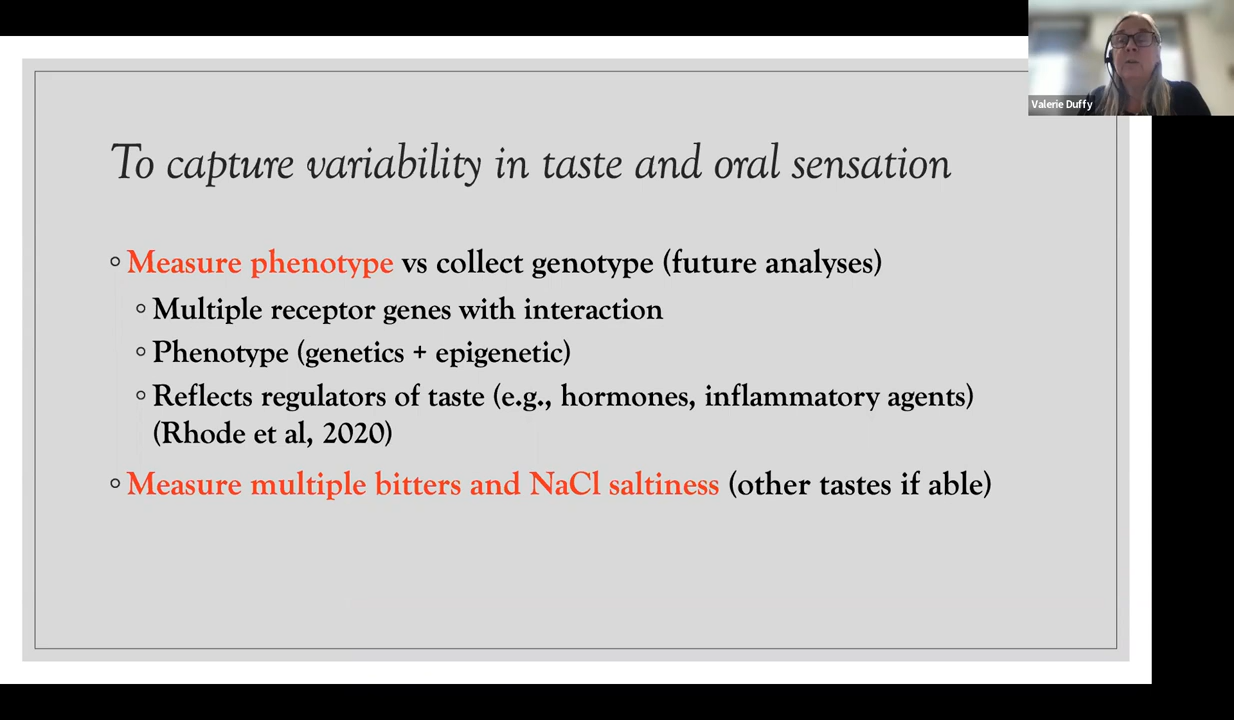 Valerie Duffy
To capture variability in taste and oral sensation
◦ Measure phenotype vs collect genotype (future analyses)
◦ Multiple receptor genes with interaction
◦ Phenotype (genetics + epigenetic)
◦ Reflects regulators of taste (e.g., hormones, inflammatory agents)
(Rhode et al, 2020)
◦ Measure multiple bitters and NaCl saltiness (other tastes if able)